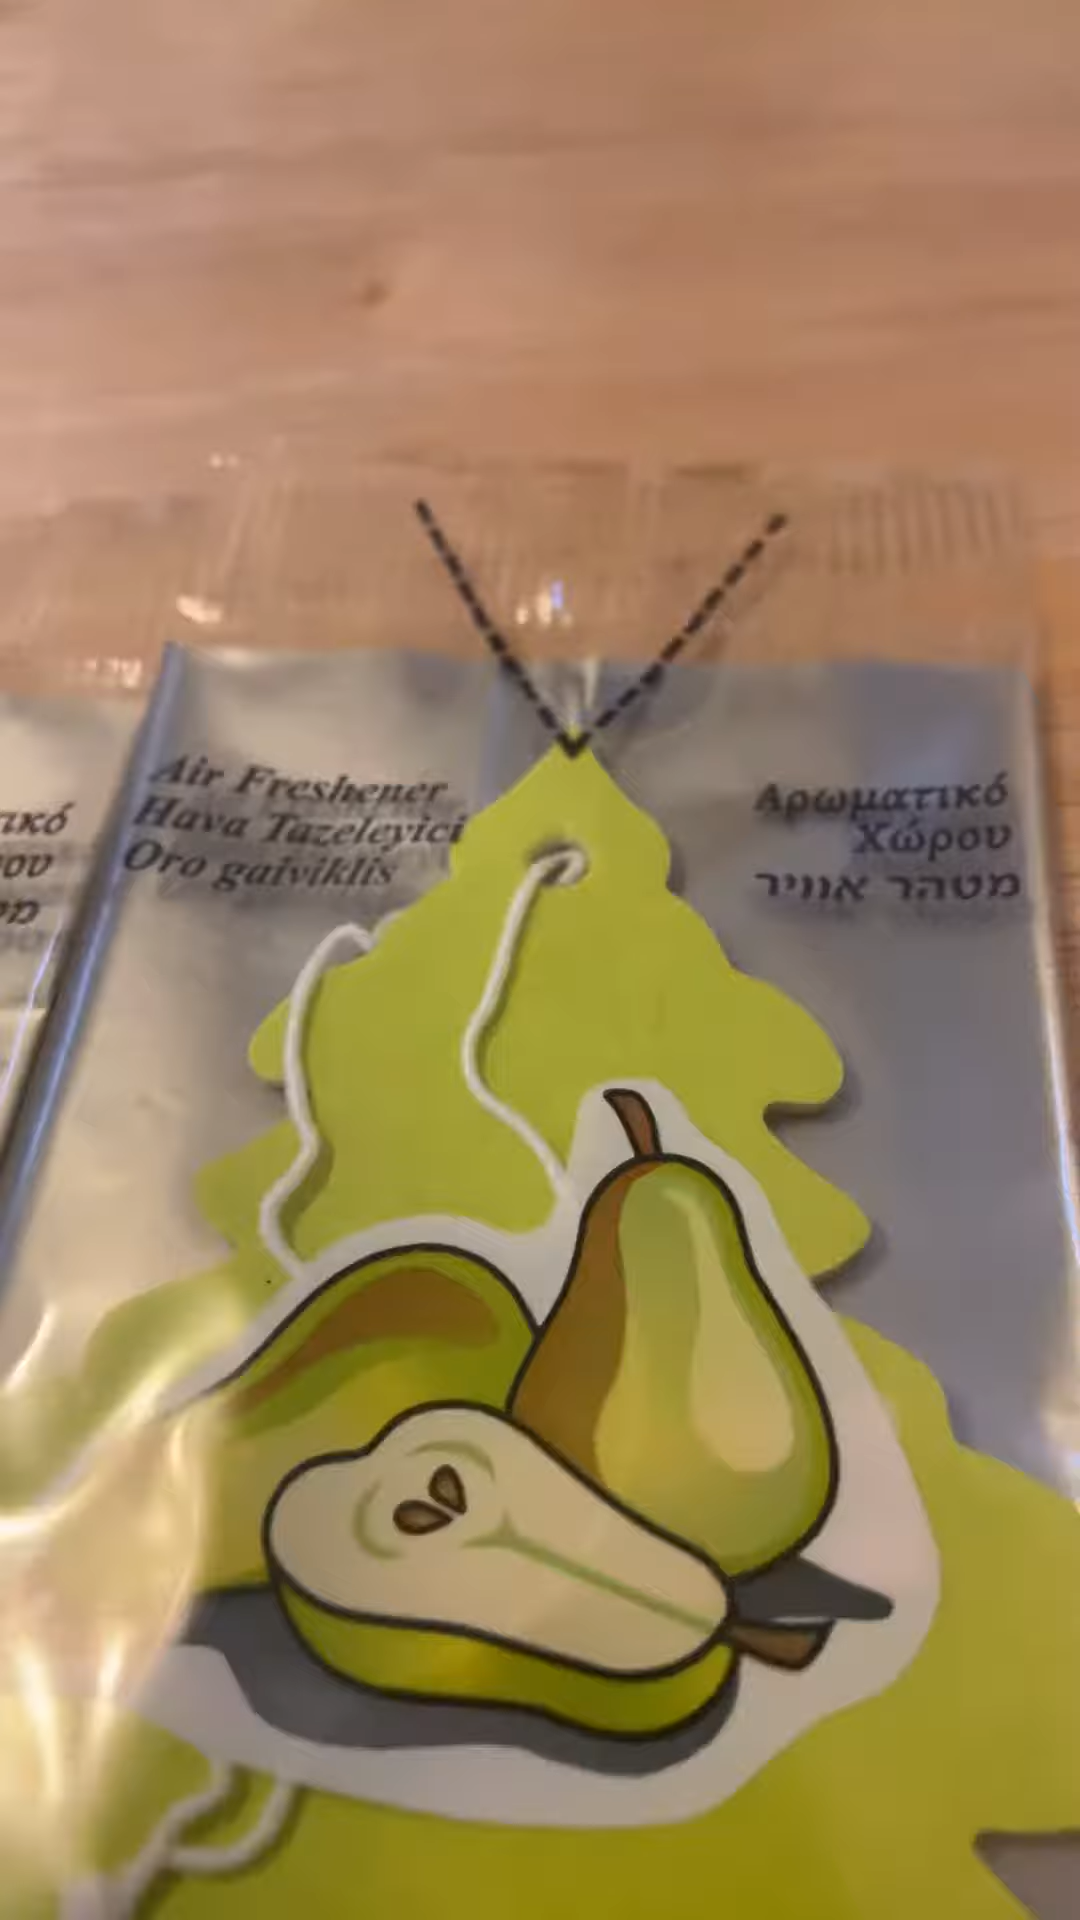 Air Freshener
Hava Tazeleyici
Oro gaiviklis
Αρωματικό
Χώρου
מטהר אוויר